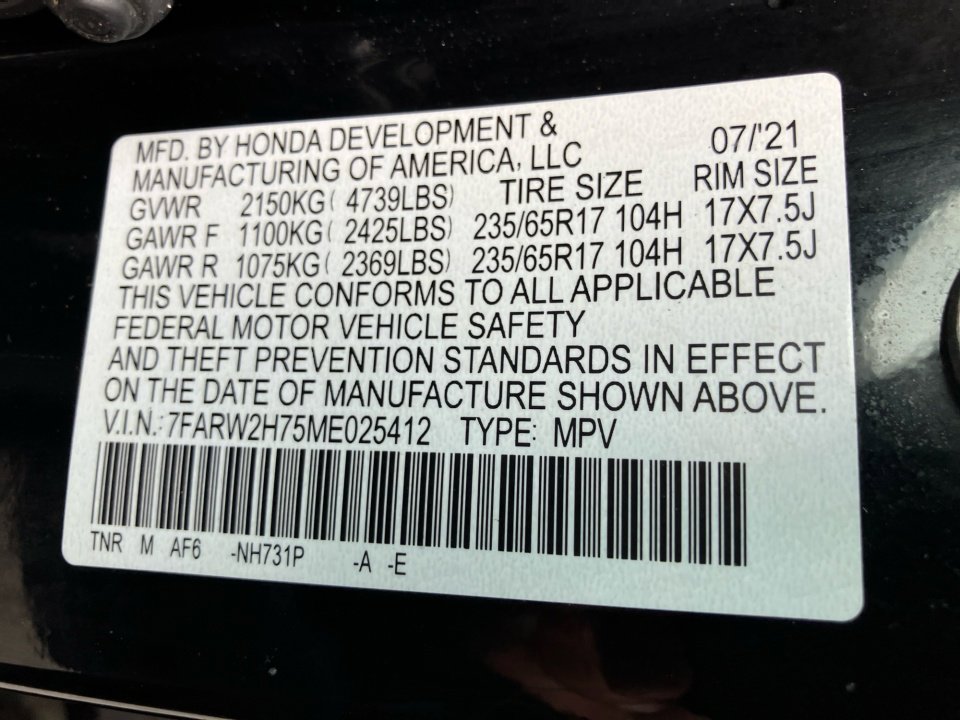 MFD. BY HONDA DEVELOPMENT &
MANUFACTURING OF AMERICA, LLC 07/'21
GVWR 2150KG( 4739LBS) TIRE SIZE RIM SIZE
GAWR F 1100KG( 2425LBS) 235/65R17 104H 17X7.5J
GAWR R 1075KG( 2369LBS) 235/65R17 104H 17X7.5J
THIS VEHICLE CONFORMS TO ALL APPLICABLE
FEDERAL MOTOR VEHICLE SAFETY
AND THEFT PREVENTION STANDARDS IN EFFECT
ON THE DATE OF MANUFACTURE SHOWN ABOVE.
V.I.N.: 7FARW2H75ME025412 TYPE: MPV
TNR M AF6 -NH731P -A -E